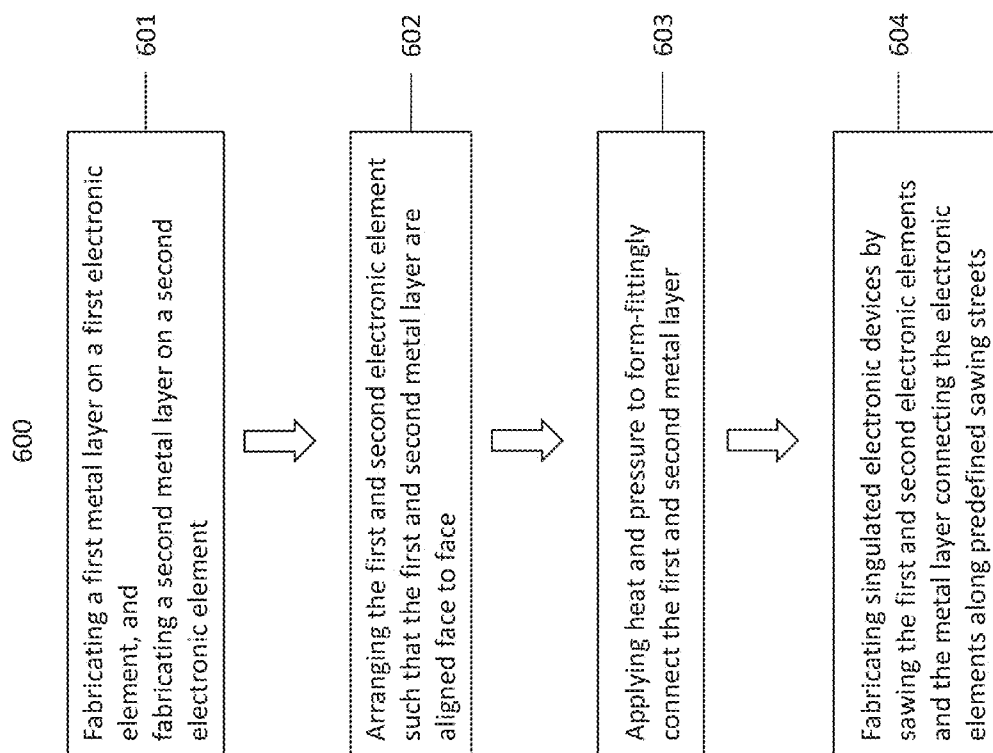 600
Fabricating a first metal layer on a first electronic
element, and
fabricating a second metal layer on a second
electronic element
601
Arranging the first and second electronic element
such that the first and second metal layer are
aligned face to face
602
Applying heat and pressure to form-fittingly
connect the first and second metal layer
603
Fabricating singulated electronic devices by
sawing the first and second electronic elements
and the metal layer connecting the electronic
elements along predefined sawing streets
604